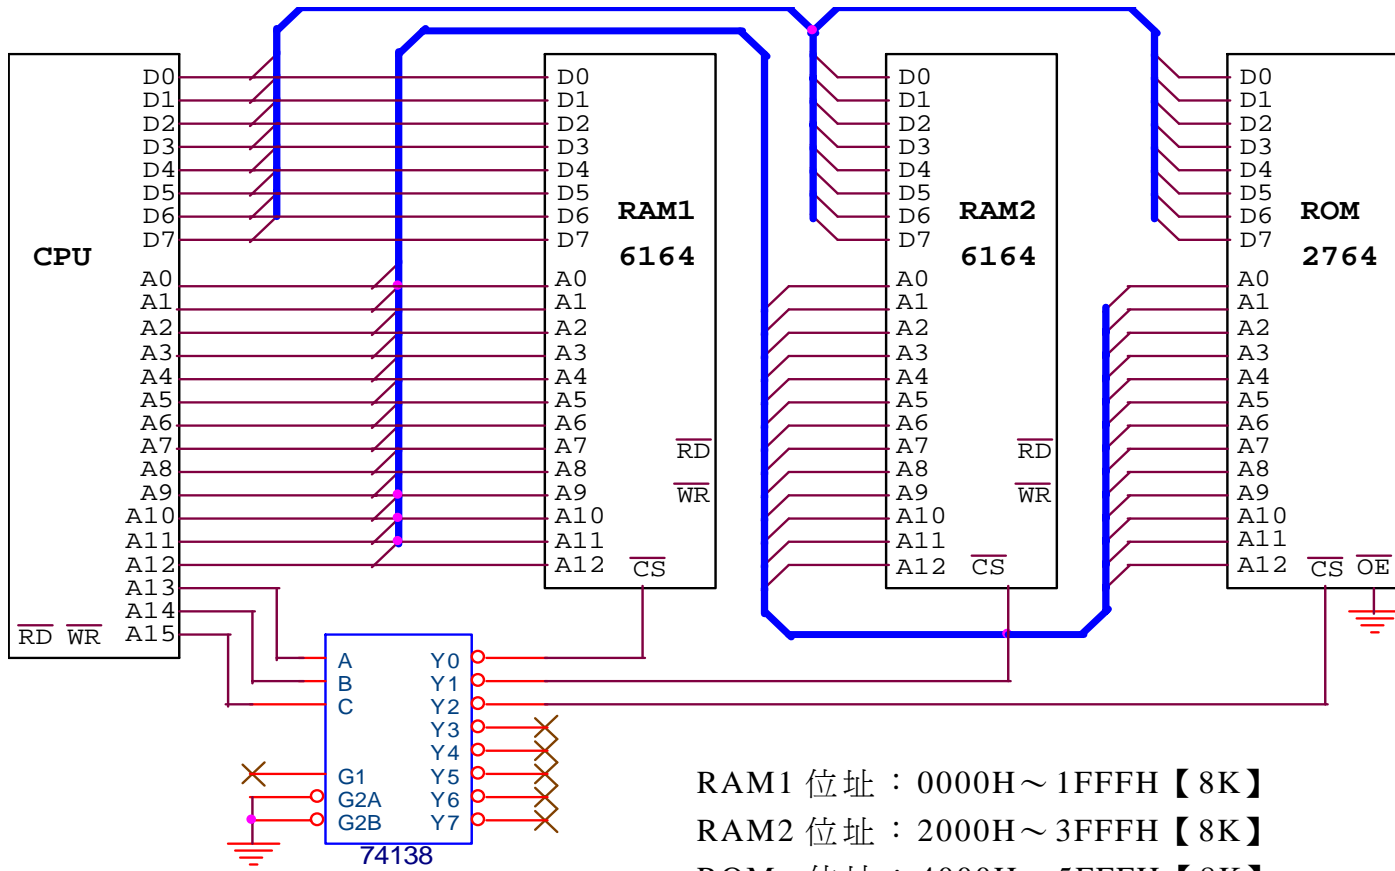 CPU
D0
D1
D2
D3
D4
D5
D6
D7
A0
A1
A2
A3
A4
A5
A6
A7
A8
A9
A10
A11
A12
A13
A14
A15
RD WR
RAM1
6164
D0
D1
D2
D3
D4
D5
D6
D7
A0
A1
A2
A3
A4
A5
A6
A7
A8
A9
A10
A11
A12
RD
WR
CS
RAM2
6164
D0
D1
D2
D3
D4
D5
D6
D7
A0
A1
A2
A3
A4
A5
A6
A7
A8
A9
A10
A11
A12
RD
WR
CS
ROM
2764
D0
D1
D2
D3
D4
D5
D6
D7
A0
A1
A2
A3
A4
A5
A6
A7
A8
A9
A10
A11
A12
CS OE
A
B
C
G1
G2A
G2B
Y0
Y1
Y2
Y3
Y4
Y5
Y6
Y7
74138
RAM1 位址：0000H～1FFFH【8K】
RAM2 位址：2000H～3FFFH【8K】
ROM 位址：4000H～5FFFH【8K】